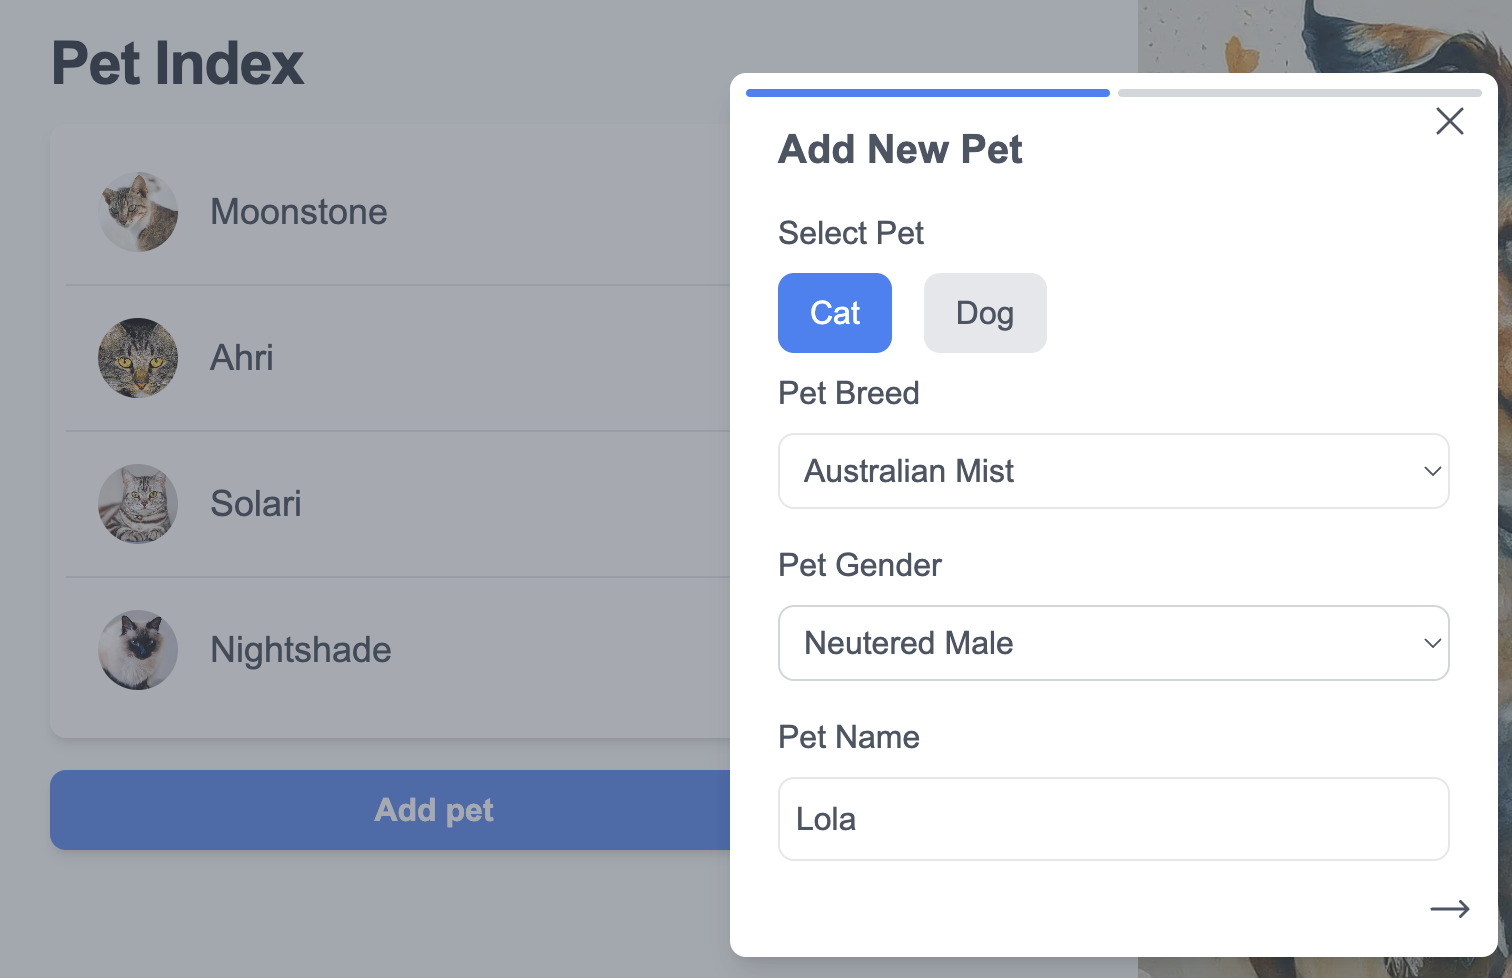 Pet Index
Moonstone
Ahri
Solari
Nightshade
Add pet
Add New Pet
Select Pet
Cat
Dog
Pet Breed
Australian Mist
Pet Gender
Neutered Male
Pet Name
Lola